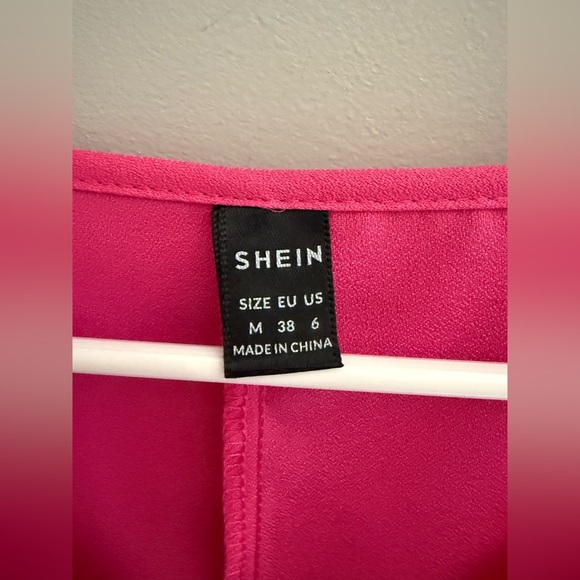 SHEIN
SIZE EU US
M 38 6
MADE IN CHINA